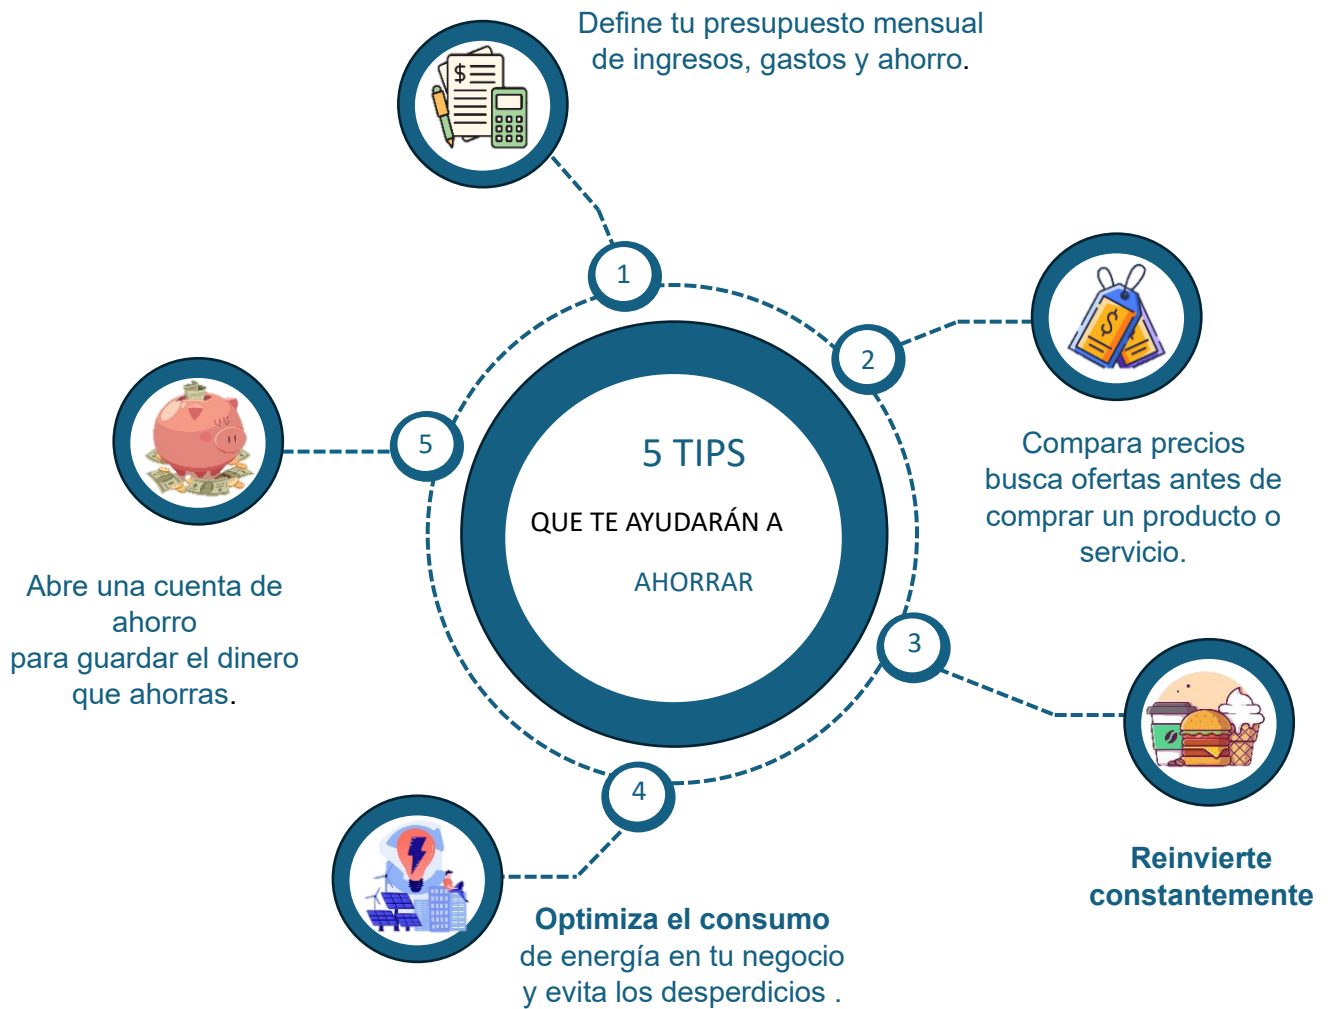 Define tu presupuesto mensual
de ingresos, gastos y ahorro.
$
1
2
$
Compara precios
busca ofertas antes de
comprar un producto o
servicio.
5 TIPS
QUE TE AYUDARÁN A
AHORRAR
3
Reinvierte
constantemente
4
Optimiza el consumo
de energía en tu negocio
y evita los desperdicios .
5
Abre una cuenta de
ahorro
para guardar el dinero
que ahorras.